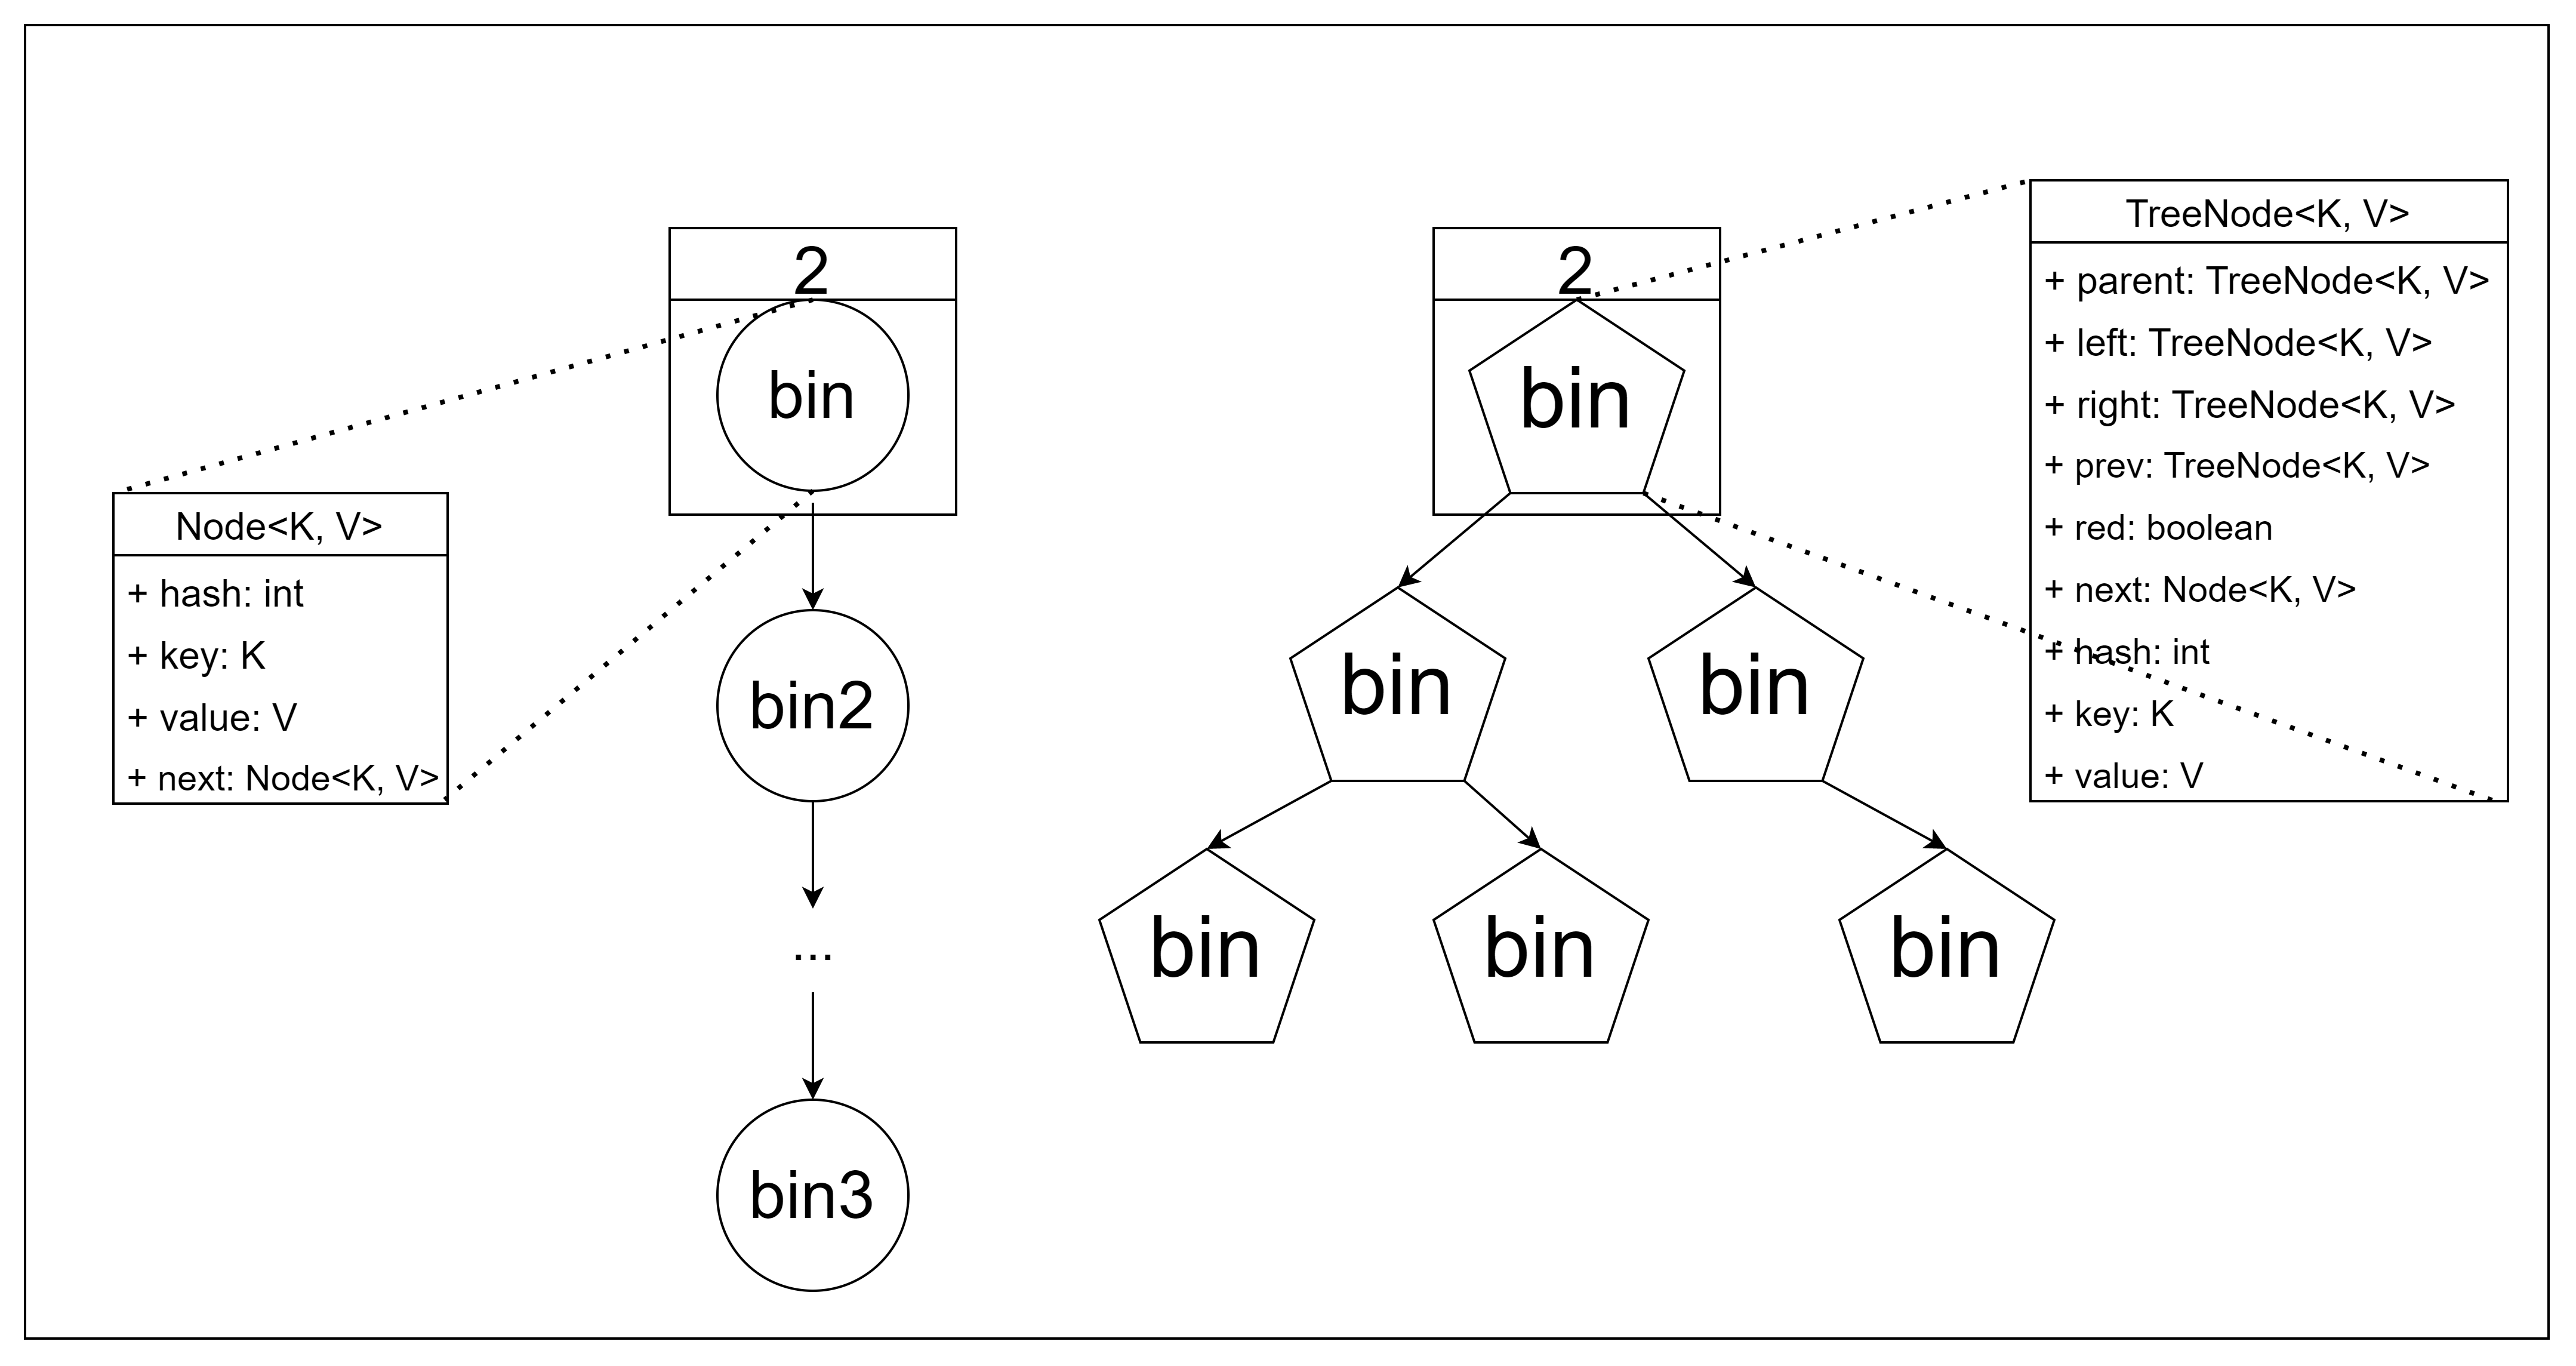 Node<K, V>
+ hash: int
+ key: K
+ value: V
+ next: Node<K, V>
2
bin
bin2
...
bin3
2
bin
bin
bin
bin
bin
bin
TreeNode<K, V>
+ parent: TreeNode<K, V>
+ left: TreeNode<K, V>
+ right: TreeNode<K, V>
+ prev: TreeNode<K, V>
+ red: boolean
+ next: Node<K, V>
+ hash: int
+ key: K
+ value: V